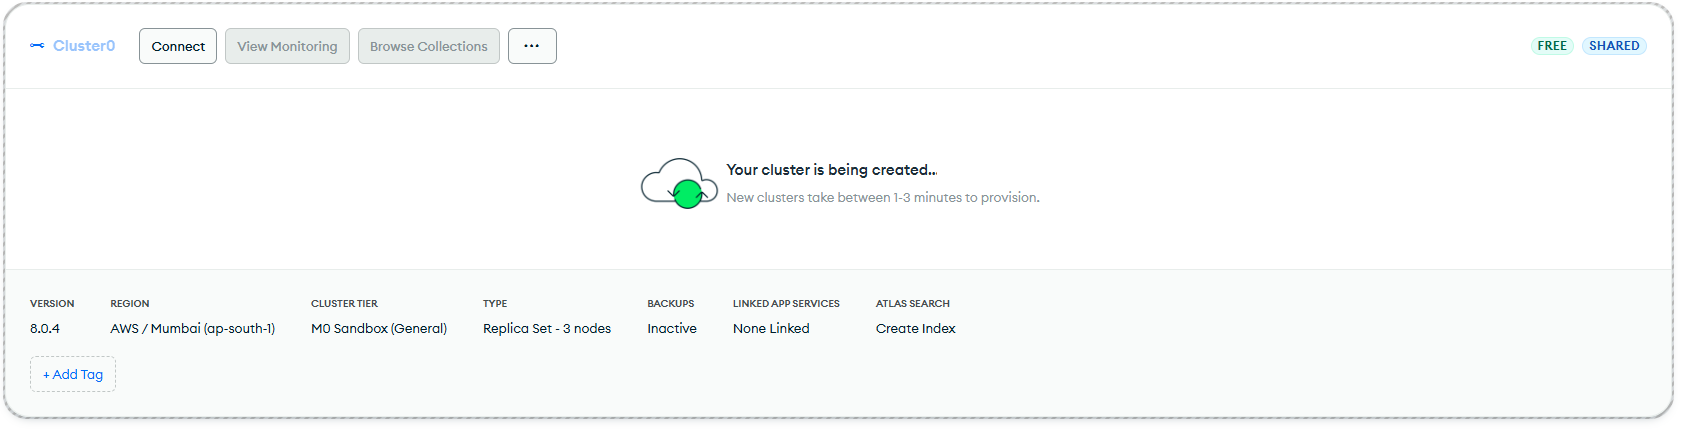 Cluster0 Connect View Monitoring Browse Collections ... FREE SHARED
Your cluster is being created...
New clusters take between 1-3 minutes to provision.
VERSION REGION CLUSTER TIER TYPE BACKUPS LINKED APP SERVICES ATLAS SEARCH
8.0.4 AWS / Mumbai (ap-south-1) M0 Sandbox (General) Replica Set - 3 nodes Inactive None Linked Create Index
+ Add Tag